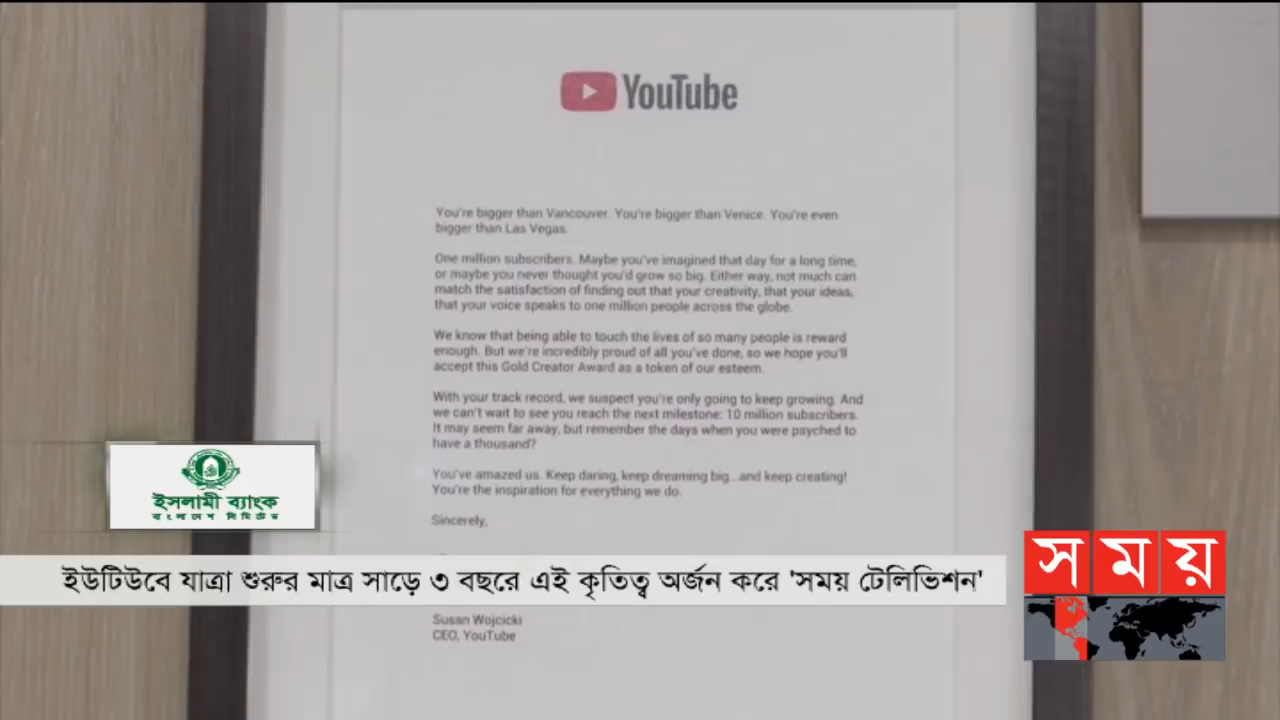 YouTube
You're bigger than Vancouver. You're bigger than Venice. You're even
bigger than Las Vegas.
One million subscribers. Maybe you've imagined that day for a long time,
or maybe you never thought you'd grow so big. Either way, not much can
match the satisfaction of finding out that your creativity, that your ideas,
that your voice speaks to one million people across the globe.
We know that being able to touch the lives of so many people is reward
enough. But we're incredibly proud of all you've done, so we hope you'll
accept this Gold Creator Award as a token of our esteem.
With your track record, we suspect you're only going to keep growing. And
we can't wait to see you reach the next milestone: 10 million subscribers.
It may seem far away, but remember the days when you were psyched to
have a thousand?
You've amazed us. Keep daring, keep dreaming big...and keep creating!
You're the inspiration for everything we do.
Sincerely,
ইসলামী ব্যাংক
বাংলাদেশ লিমিটেড
ইউটিউবে যাত্রা শুরুর মাত্র সাড়ে ৩ বছরে এই কৃতিত্ব অর্জন করে 'সময় টেলিভিশন'
সময়
Susan Wojcicki
CEO, YouTube